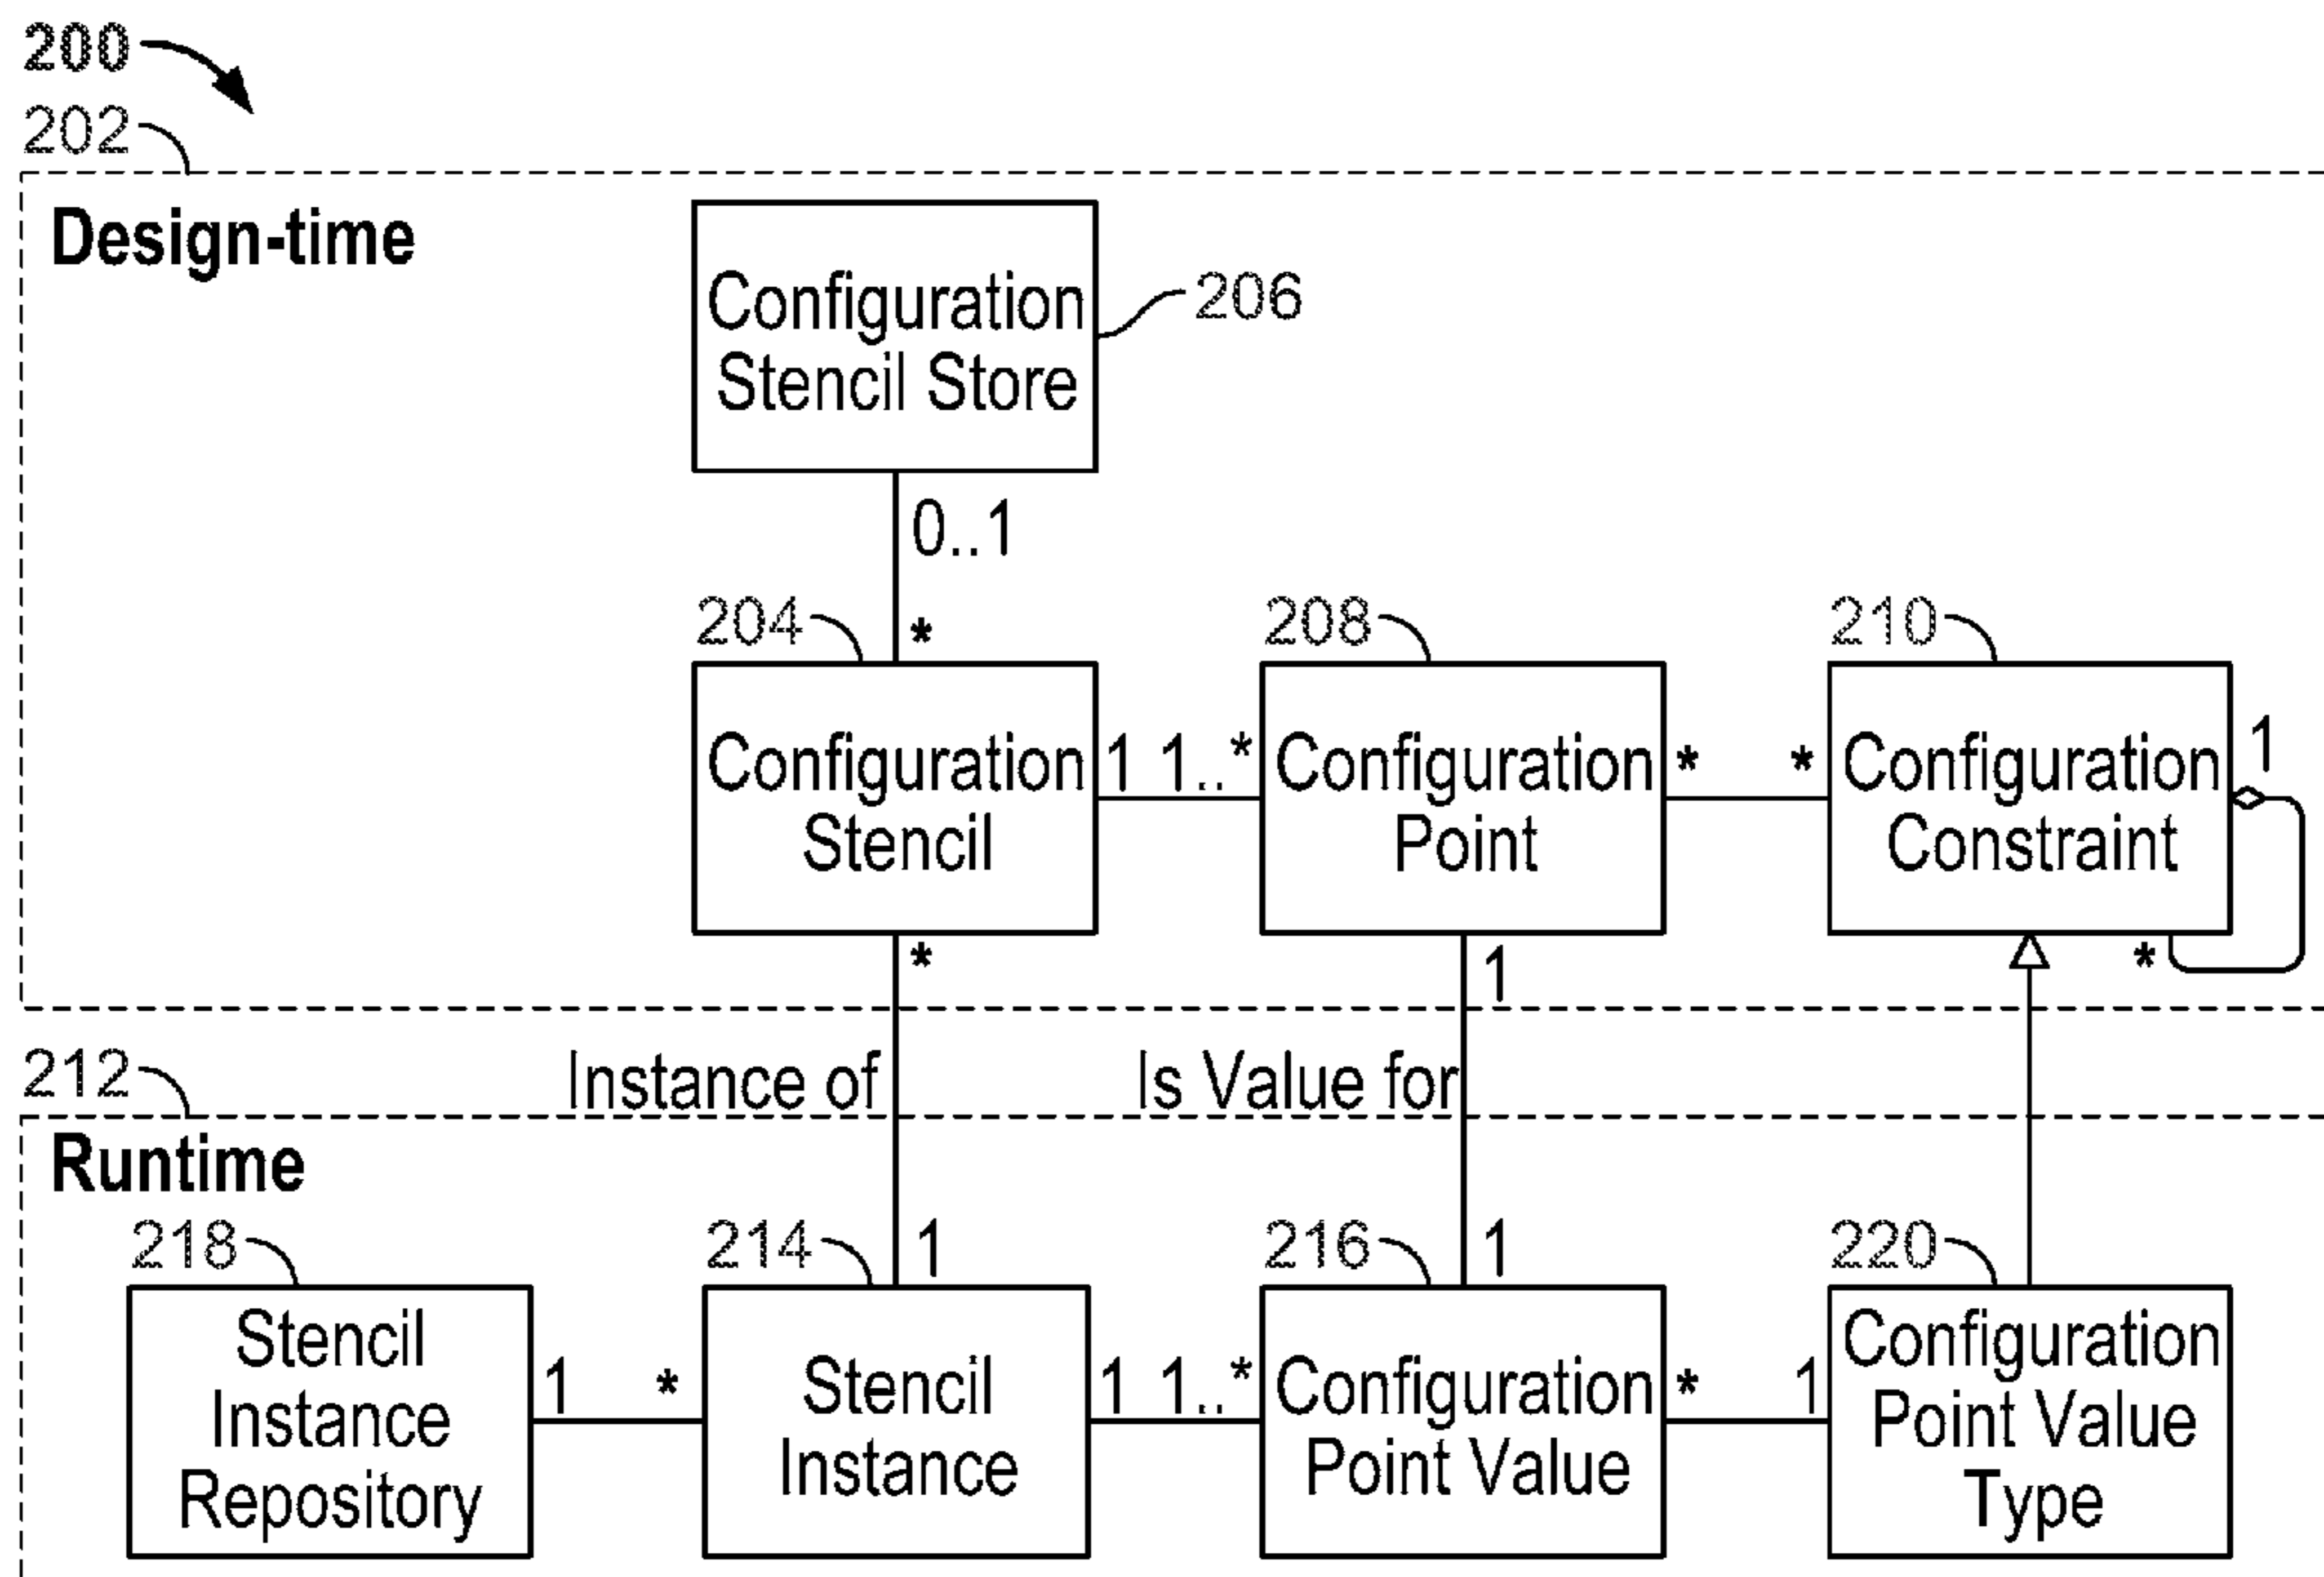 200
202
Design-time
Configuration
Stencil Store
206
0..1
*
204
208
210
Configuration
Stencil
1 1..*
Configuration
Point
* *
Configuration
Constraint
1
*
1
*
212
Instance of
Is Value for
Runtime
218
214
1
216
1
220
Stencil
Instance
Repository
1 *
Stencil
Instance
1 1..*
Configuration
Point Value
* 1
Configuration
Point Value
Type